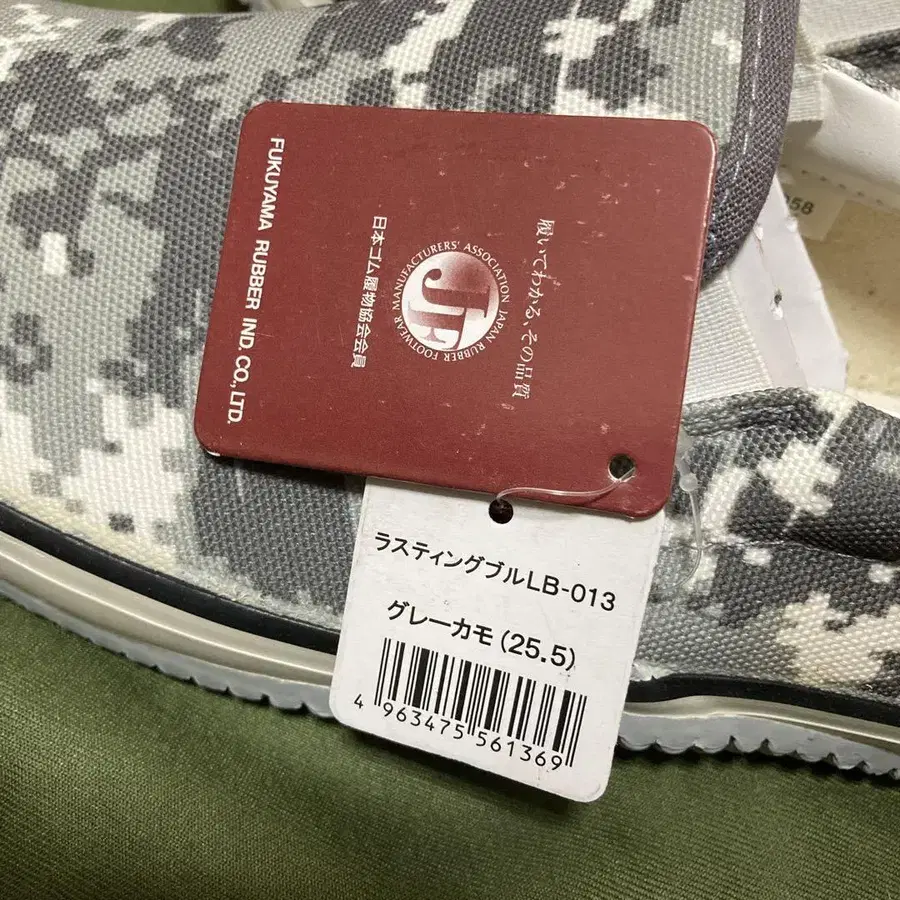 FUKUYAMA RUBBER IND. CO., LTD.
日本ゴム履物協会会員
JAPAN RUBBER FOOTWEAR MANUFACTURERS' ASSOCIATION
JF
履いてわかる、その品質
ラスティングブルLB-013
グレーカモ(25.5)
4 963475 561369